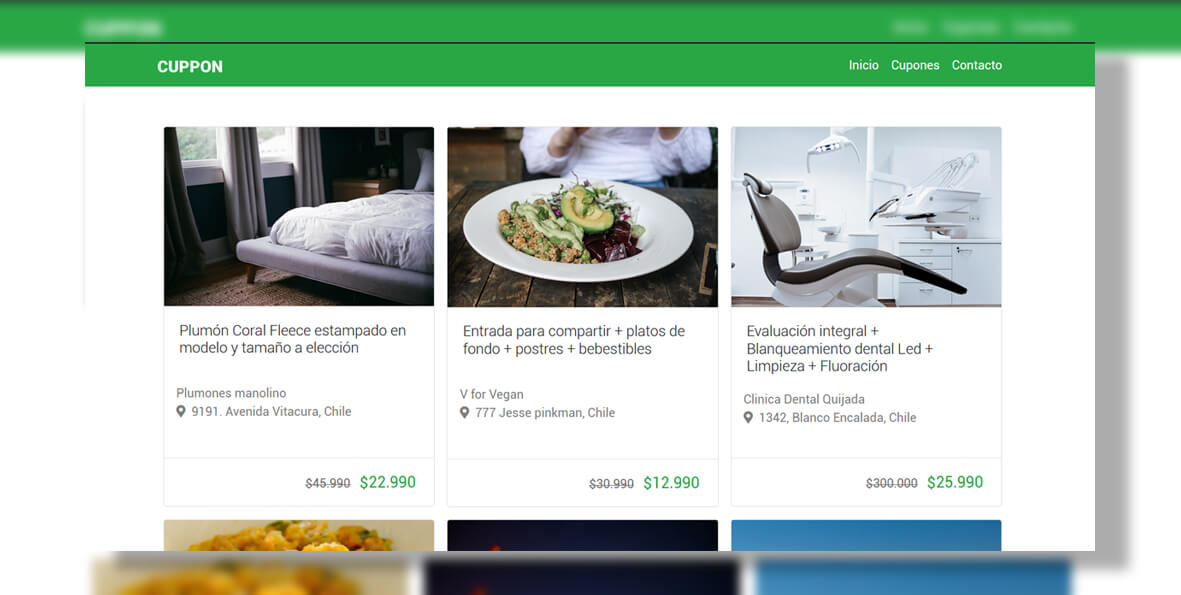 CUPPON
Inicio Cupones Contacto
Plumón Coral Fleece estampado en
modelo y tamaño a elección
Plumones manolino
9191. Avenida Vitacura, Chile
$45.990 $22.990
Entrada para compartir + platos de
fondo + postres + bebestibles
V for Vegan
777 Jesse pinkman, Chile
$30.990 $12.990
Evaluación integral +
Blanqueamiento dental Led +
Limpieza + Fluoración
Clinica Dental Quijada
1342, Blanco Encalada, Chile
$300.000 $25.990